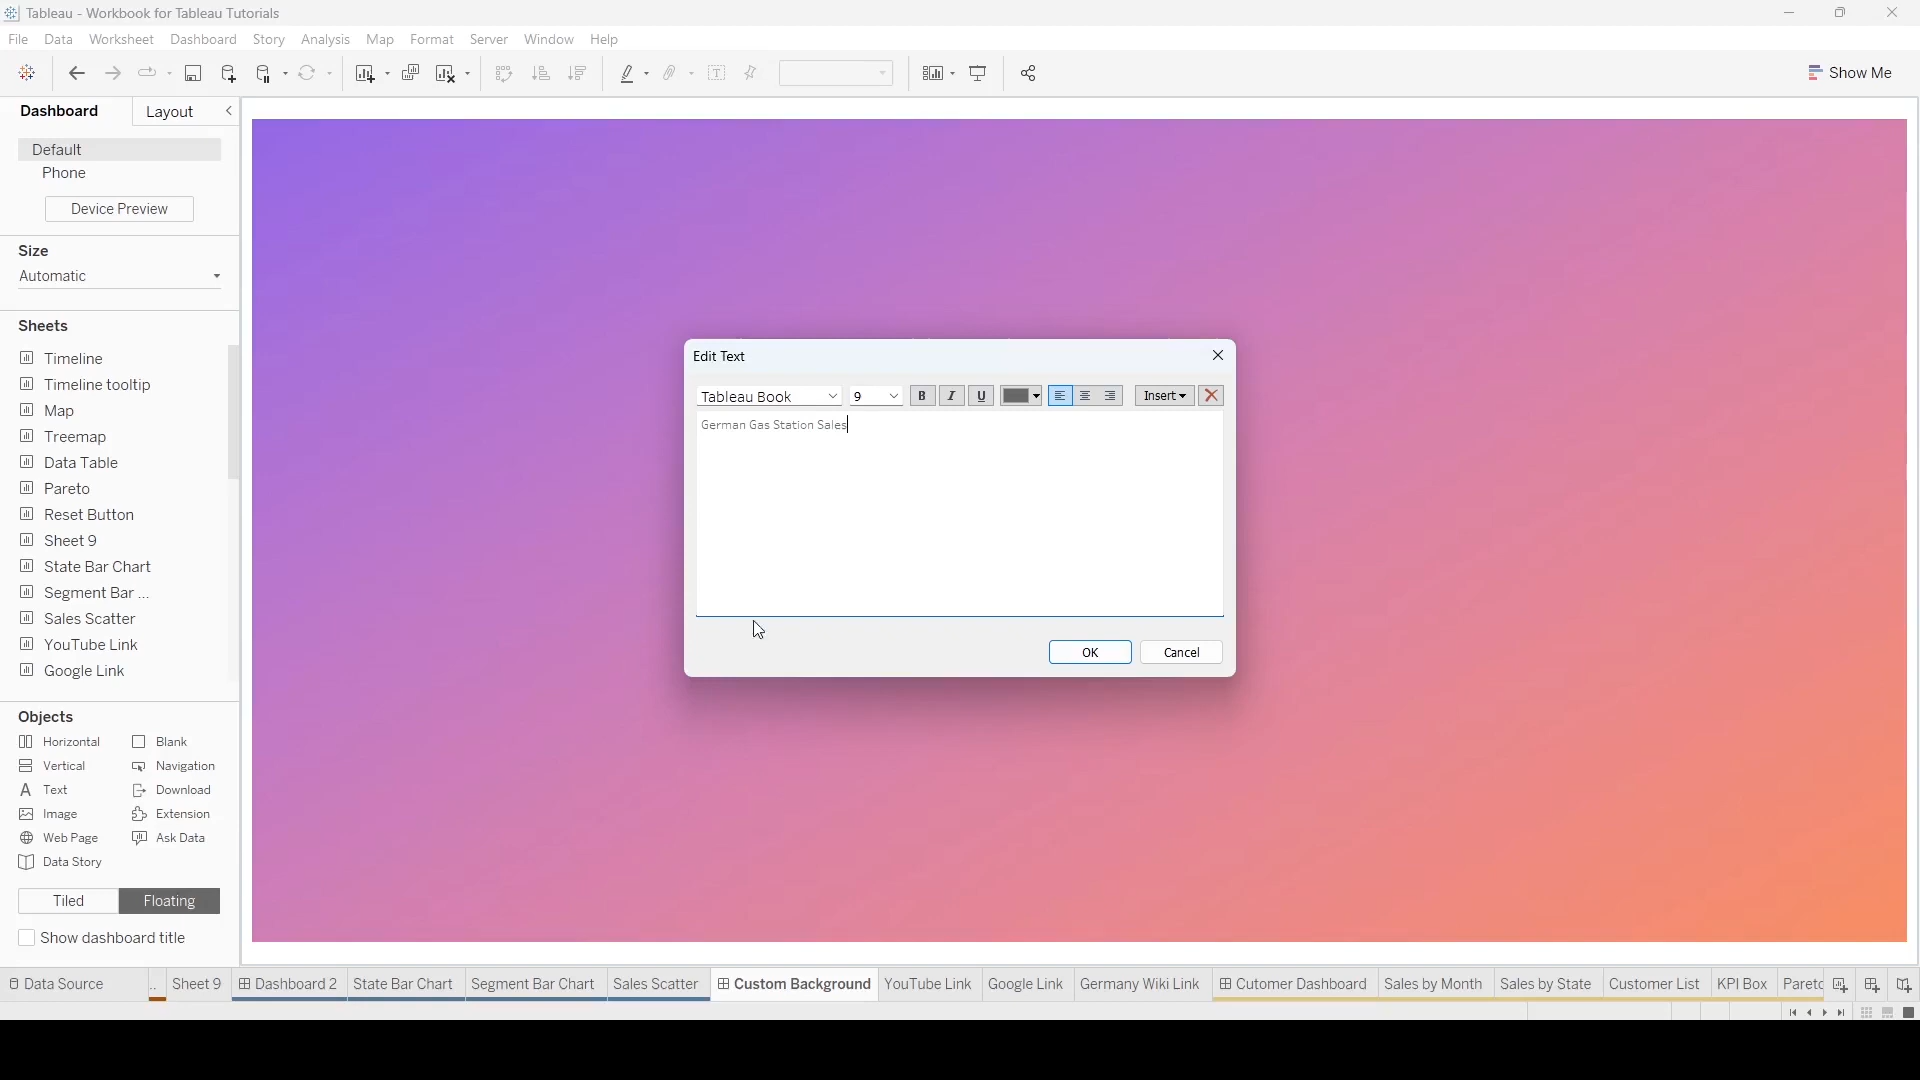 Tableau - Workbook for Tableau Tutorials
File Data Worksheet Dashboard Story Analysis Map Format Server Window Help
Show Me
Dashboard Layout
Default
Phone
Device Preview
Size
Automatic
Sheets
Timeline
Timeline tooltip
Map
Treemap
Data Table
Pareto
Reset Button
Sheet 9
State Bar Chart
Segment Bar ...
Sales Scatter
YouTube Link
Google Link
Objects
Horizontal Blank
Vertical Navigation
Text Download
Image Extension
Web Page Ask Data
Data Story
Tiled Floating
Show dashboard title
Edit Text
Tableau Book 9 B I U Insert
German Gas Station Sales
OK Cancel
Data Source .. Sheet 9 Dashboard 2 State Bar Chart Segment Bar Chart Sales Scatter Custom Background YouTube Link Google Link Germany Wiki Link Cutomer Dashboard Sales by Month Sales by State Customer List KPI Box Pareto